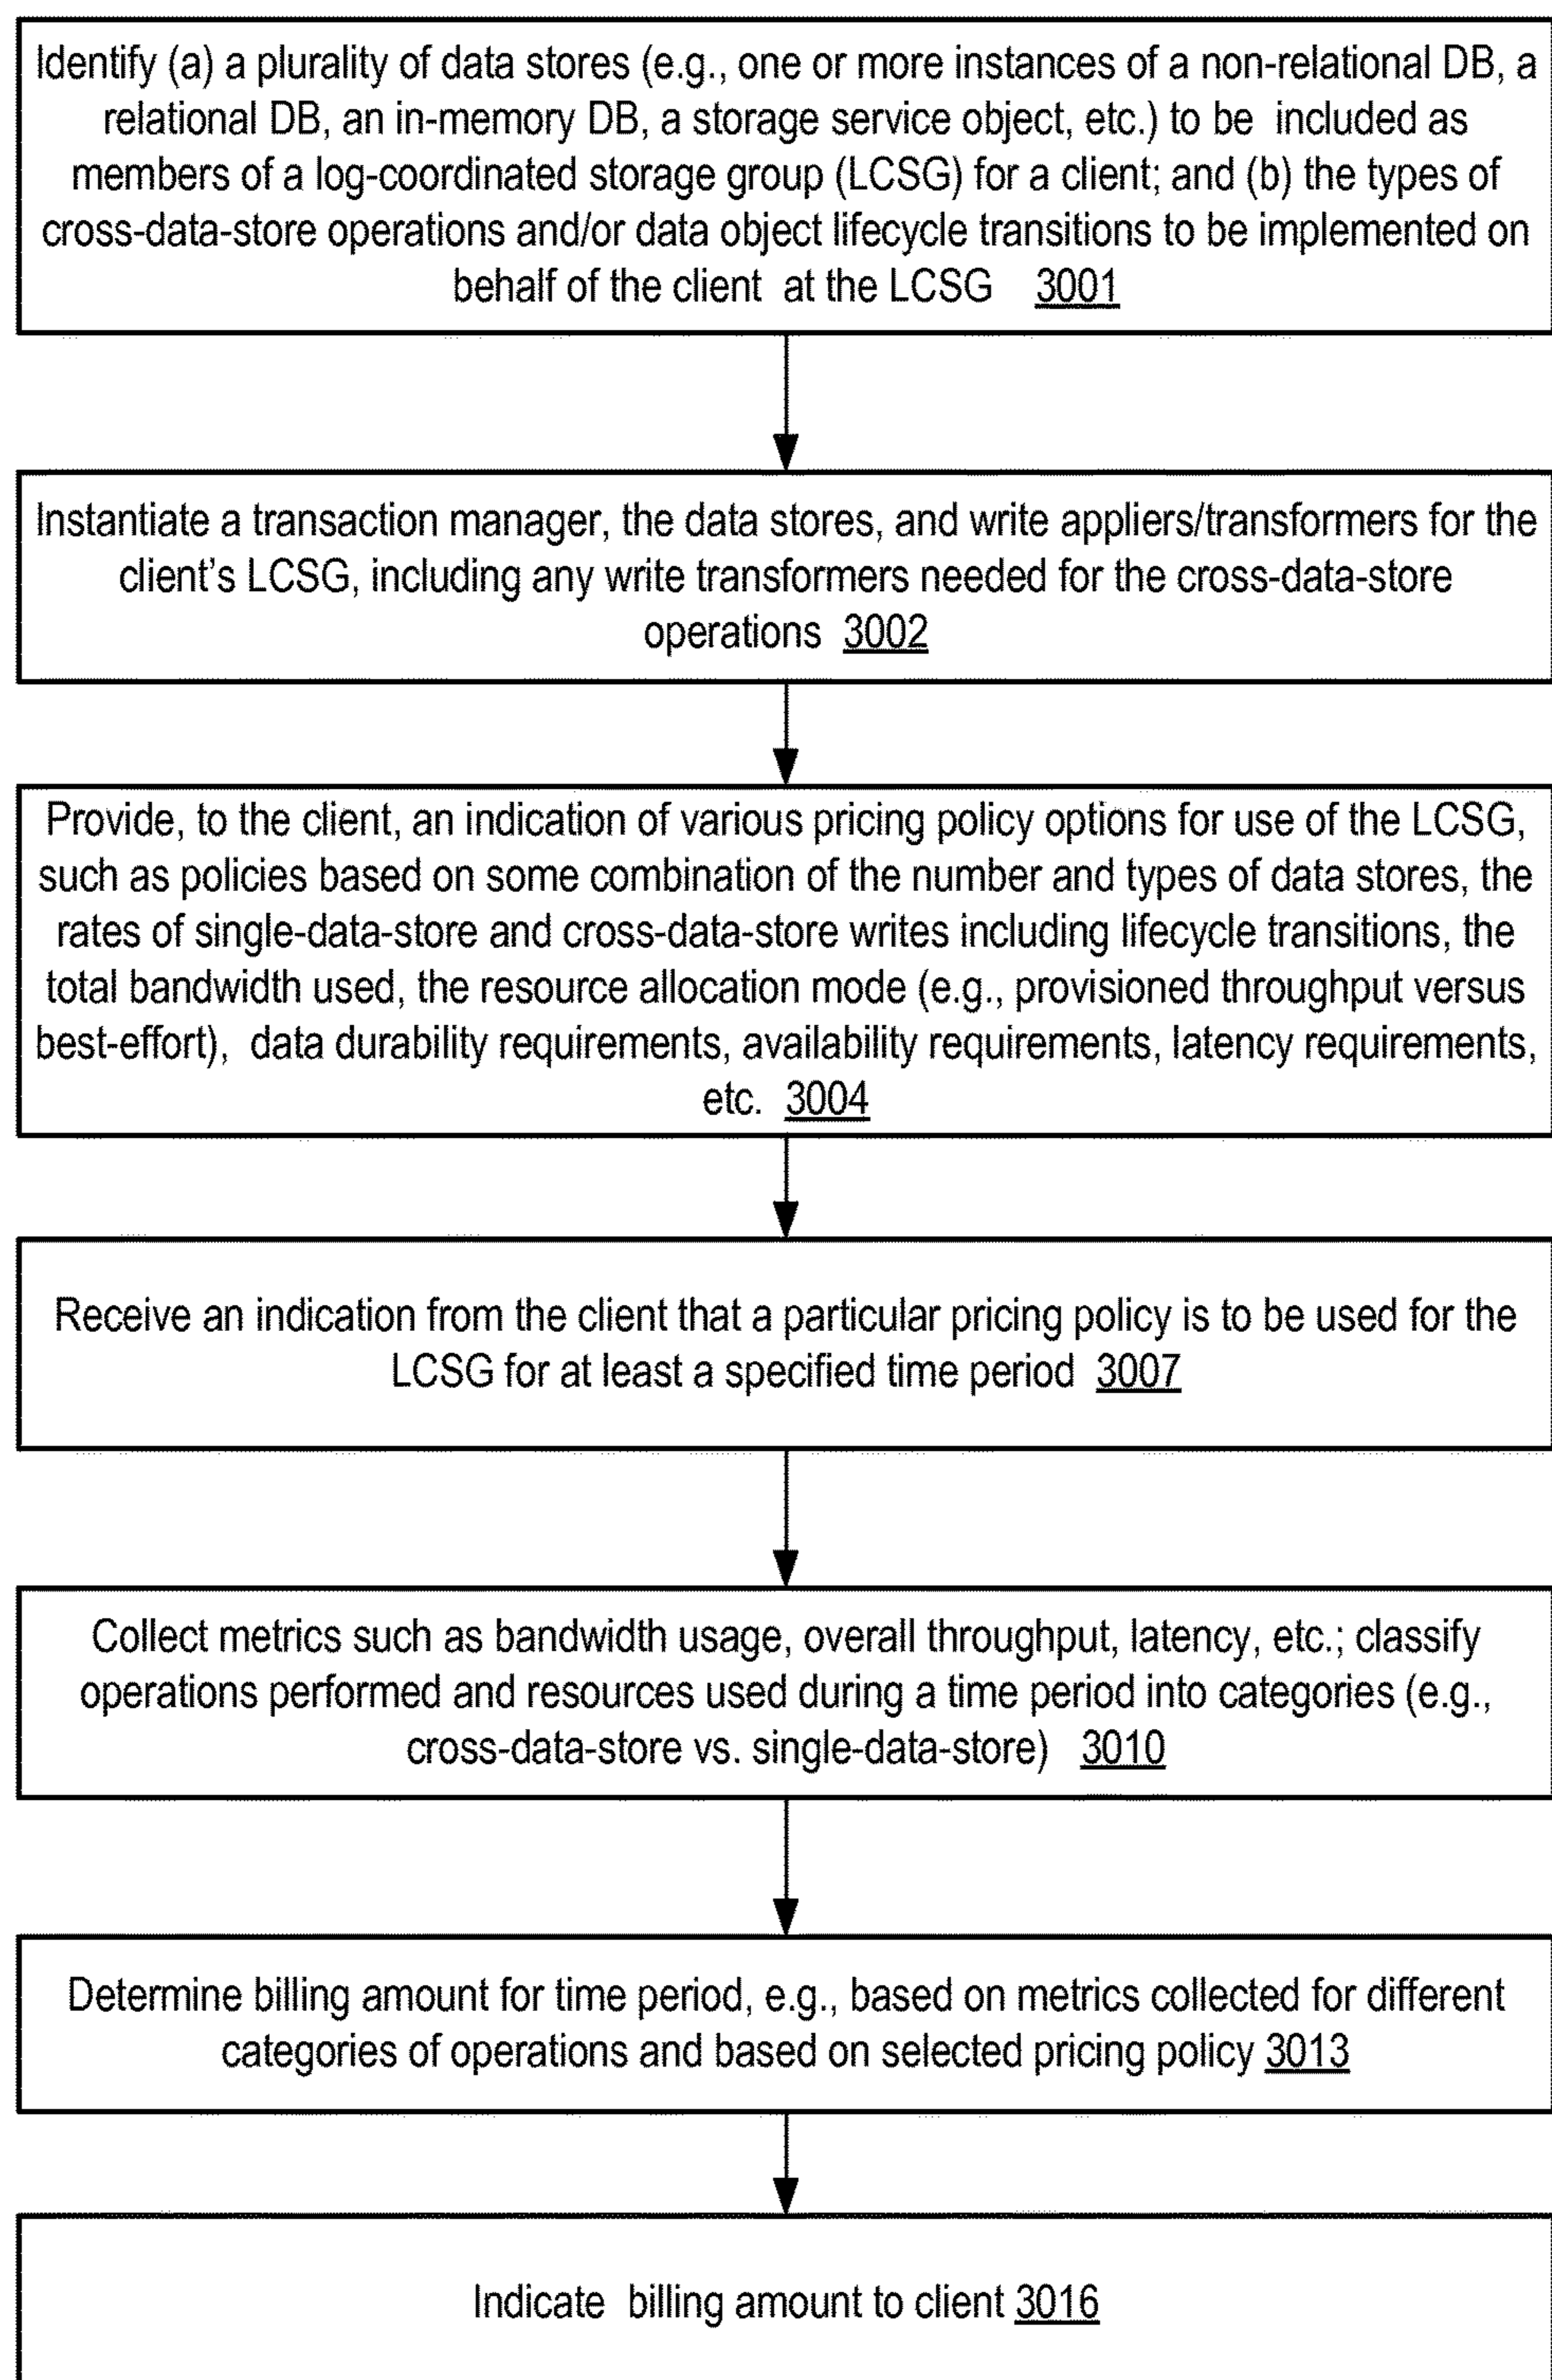 Identify (a) a plurality of data stores (e.g., one or more instances of a non-relational DB, a
relational DB, an in-memory DB, a storage service object, etc.) to be included as
members of a log-coordinated storage group (LCSG) for a client; and (b) the types of
cross-data-store operations and/or data object lifecycle transitions to be implemented on
behalf of the client at the LCSG 3001
Instantiate a transaction manager, the data stores, and write appliers/transformers for the
client's LCSG, including any write transformers needed for the cross-data-store
operations 3002
Provide, to the client, an indication of various pricing policy options for use of the LCSG,
such as policies based on some combination of the number and types of data stores, the
rates of single-data-store and cross-data-store writes including lifecycle transitions, the
total bandwidth used, the resource allocation mode (e.g., provisioned throughput versus
best-effort), data durability requirements, availability requirements, latency requirements,
etc. 3004
Receive an indication from the client that a particular pricing policy is to be used for the
LCSG for at least a specified time period 3007
Collect metrics such as bandwidth usage, overall throughput, latency, etc.; classify
operations performed and resources used during a time period into categories (e.g.,
cross-data-store vs. single-data-store) 3010
Determine billing amount for time period, e.g., based on metrics collected for different
categories of operations and based on selected pricing policy 3013
Indicate billing amount to client 3016